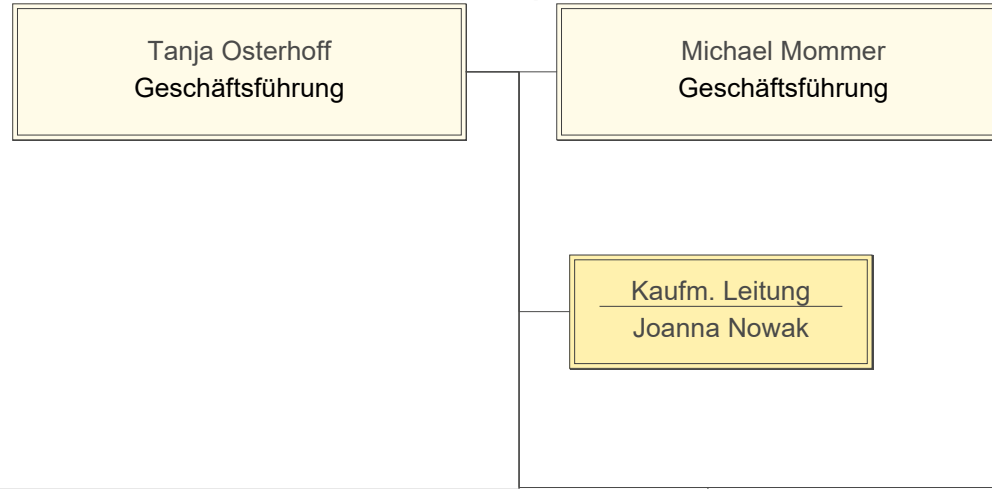 Tanja Osterhoff
Geschäftsführung
Michael Mommer
Geschäftsführung
Kaufm. Leitung
Joanna Nowak